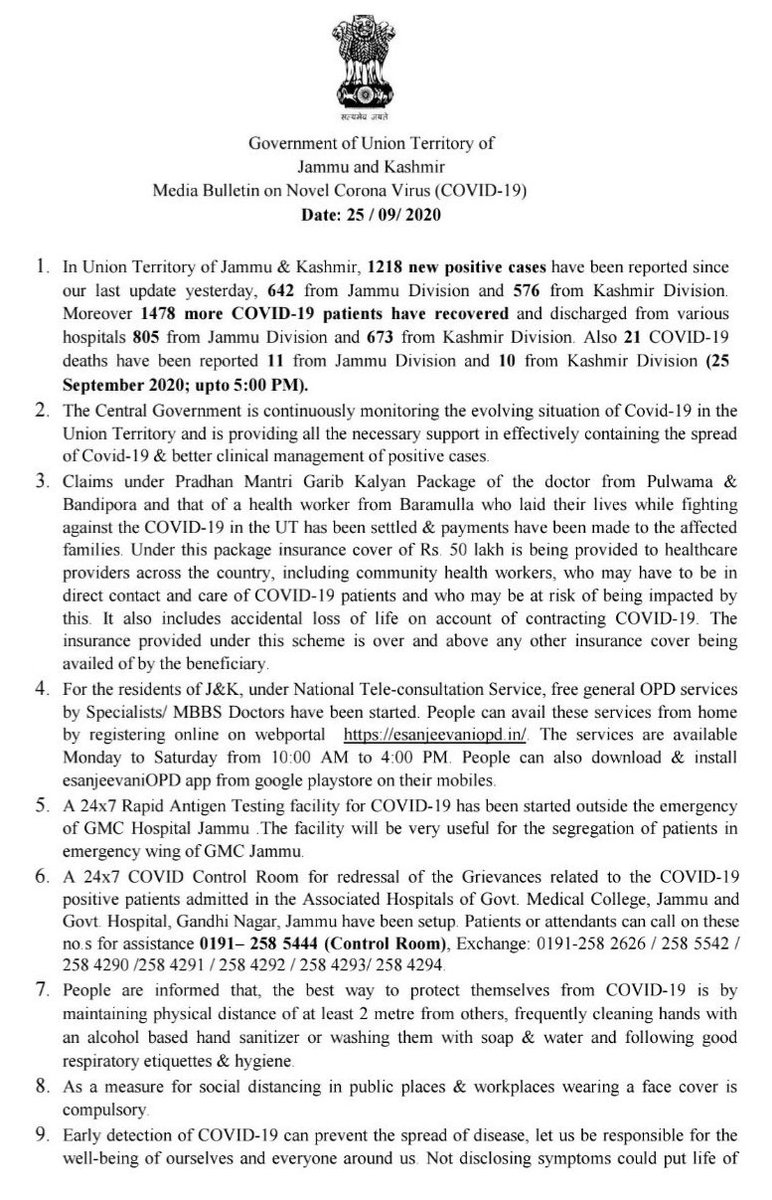 सत्यमेव जयते
Government of Union Territory of
Jammu and Kashmir
Media Bulletin on Novel Corona Virus (COVID-19)
Date: 25 / 09/ 2020
1. In Union Territory of Jammu & Kashmir, 1218 new positive cases have been reported since
our last update yesterday, 642 from Jammu Division and 576 from Kashmir Division.
Moreover 1478 more COVID-19 patients have recovered and discharged from various
hospitals 805 from Jammu Division and 673 from Kashmir Division. Also 21 COVID-19
deaths have been reported 11 from Jammu Division and 10 from Kashmir Division (25
September 2020; upto 5:00 PM).
2. The Central Government is continuously monitoring the evolving situation of Covid-19 in the
Union Territory and is providing all the necessary support in effectively containing the spread
of Covid-19 & better clinical management of positive cases.
3. Claims under Pradhan Mantri Garib Kalyan Package of the doctor from Pulwama &
Bandipora and that of a health worker from Baramulla who laid their lives while fighting
against the COVID-19 in the UT has been settled & payments have been made to the affected
families. Under this package insurance cover of Rs. 50 lakh is being provided to healthcare
providers across the country, including community health workers, who may have to be in
direct contact and care of COVID-19 patients and who may be at risk of being impacted by
this. It also includes accidental loss of life on account of contracting COVID-19. The
insurance provided under this scheme is over and above any other insurance cover being
availed of by the beneficiary.
4. For the residents of J&K, under National Tele-consultation Service, free general OPD services
by Specialists/ MBBS Doctors have been started. People can avail these services from home
by registering online on webportal https://esanjeevaniopd.in/. The services are available
Monday to Saturday from 10:00 AM to 4:00 PM. People can also download & install
esanjeevaniOPD app from google playstore on their mobiles.
5. A 24x7 Rapid Antigen Testing facility for COVID-19 has been started outside the emergency
of GMC Hospital Jammu .The facility will be very useful for the segregation of patients in
emergency wing of GMC Jammu.
6. A 24x7 COVID Control Room for redressal of the Grievances related to the COVID-19
positive patients admitted in the Associated Hospitals of Govt. Medical College, Jammu and
Govt. Hospital, Gandhi Nagar, Jammu have been setup. Patients or attendants can call on these
no.s for assistance 0191– 258 5444 (Control Room), Exchange: 0191-258 2626 / 258 5542 /
258 4290 /258 4291 / 258 4292 / 258 4293/ 258 4294.
7. People are informed that, the best way to protect themselves from COVID-19 is by
maintaining physical distance of at least 2 metre from others, frequently cleaning hands with
an alcohol based hand sanitizer or washing them with soap & water and following good
respiratory etiquettes & hygiene.
8. As a measure for social distancing in public places & workplaces wearing a face cover is
compulsory.
9. Early detection of COVID-19 can prevent the spread of disease, let us be responsible for the
well-being of ourselves and everyone around us. Not disclosing symptoms could put life of